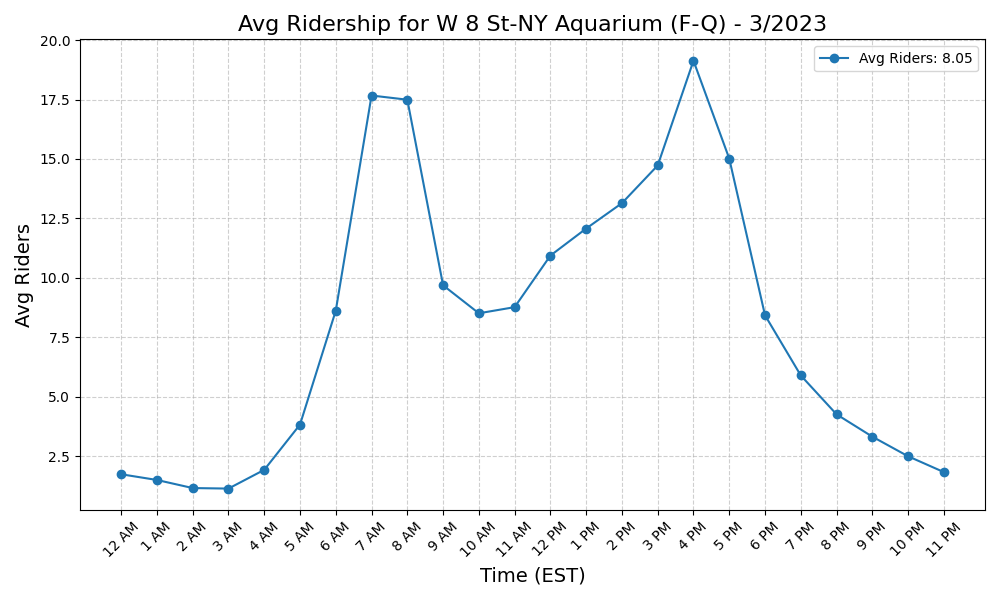 Avg Ridership for W 8 St-NY Aquarium (F-Q) - 3/2023
Avg Riders: 8.05
Avg Riders
20.0
17.5
15.0
12.5
10.0
7.5
5.0
2.5
12 AM
1 AM
2 AM
3 AM
4 AM
5 AM
6 AM
7 AM
8 AM
9 AM
10 AM
11 AM
12 PM
1 PM
2 PM
3 PM
4 PM
5 PM
6 PM
7 PM
8 PM
9 PM
10 PM
11 PM
Time (EST)